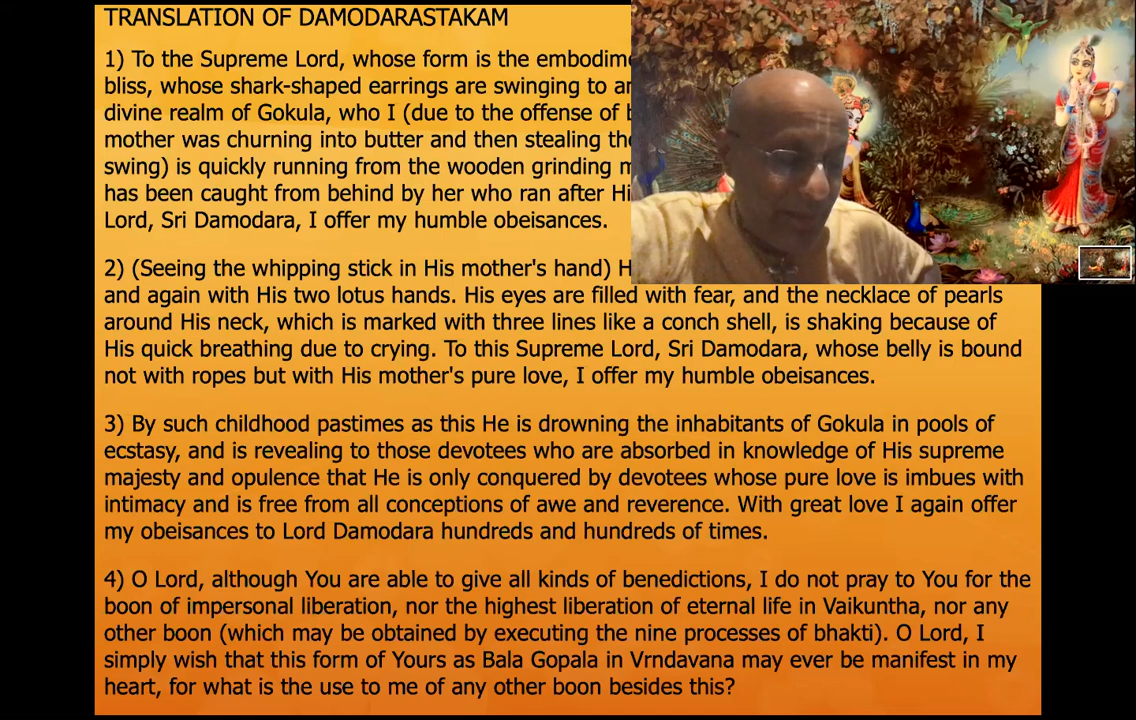 TRANSLATION OF DAMODARASTAKAM
1) To the Supreme Lord, whose form is the
bliss, whose shark-shaped earrings are swinging to
divine realm of Gokula, who I (due to the offense of
mother was churning into butter and then stealing
swing) is quickly running from the wooden grinding
has been caught from behind by her who ran after
Lord, Sri Damodara, I offer my humble obeisances.
2) (Seeing the whipping stick in His mother's hand)
and again with His two lotus hands. His eyes are filled with fear, and the necklace of pearls
around His neck, which is marked with three lines like a conch shell, is shaking because of
His quick breathing due to crying. To this Supreme Lord, Sri Damodara, whose belly is bound
not with ropes but with His mother's pure love, I offer my humble obeisances.
3) By such childhood pastimes as this He is drowning the inhabitants of Gokula in pools of
ecstasy, and is revealing to those devotees who are absorbed in knowledge of His supreme
majesty and opulence that He is only conquered by devotees whose pure love is imbues with
intimacy and is free from all conceptions of awe and reverence. With great love I again offer
my obeisances to Lord Damodara hundreds and hundreds of times.
4) O Lord, although You are able to give all kinds of benedictions, I do not pray to You for the
boon of impersonal liberation, nor the highest liberation of eternal life in Vaikuntha, nor any
other boon (which may be obtained by executing the nine processes of bhakti). O Lord, I
simply wish that this form of Yours as Bala Gopala in Vrndavana may ever be manifest in my
heart, for what is the use to me of any other boon besides this?